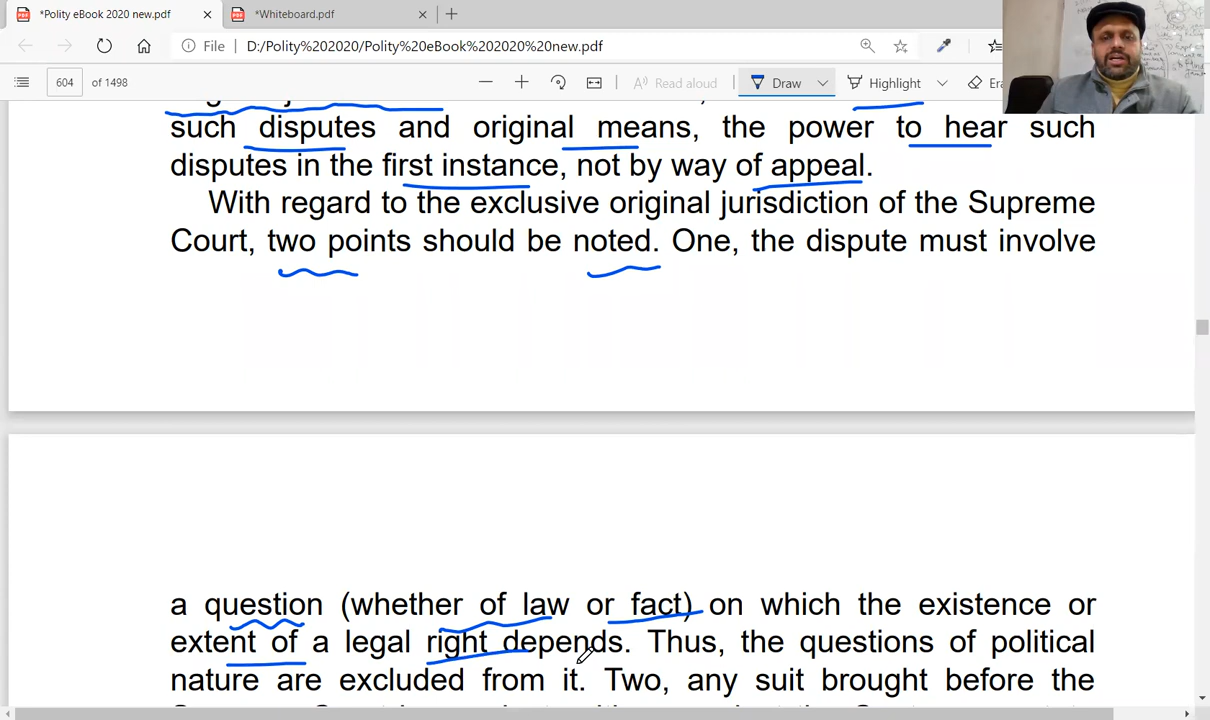 *Polity eBook 2020 new.pdf
*Whiteboard.pdf
File D:/Polity%202020/Polity%20eBook%202020%20new.pdf
604 of 1498
Read aloud
Draw
Highlight
such disputes and original means, the power to hear such
disputes in the first instance, not by way of appeal.
With regard to the exclusive original jurisdiction of the Supreme
Court, two points should be noted. One, the dispute must involve
a question (whether of law or fact) on which the existence or
extent of a legal right depends. Thus, the questions of political
nature are excluded from it. Two, any suit brought before the